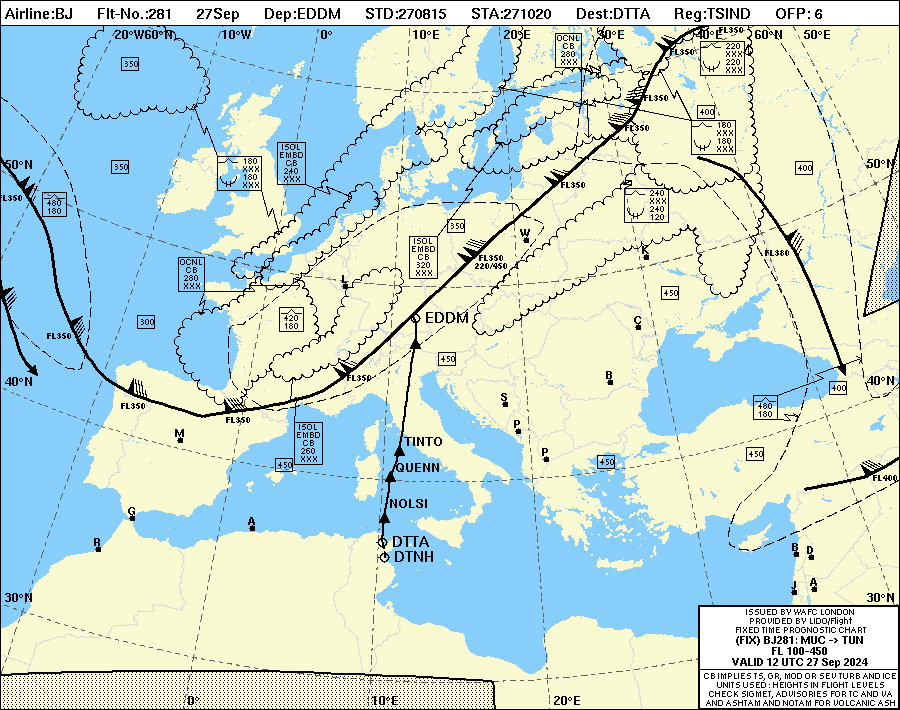 Airline:BJ Flt-No.:281 27Sep Dep:EDDM STD:270815 STA:271020 Dest:DTTA Reg:TSIND OFP: 6
20°W60°N 10°W 0° 10°E 20°E 30°E 40°E 60°N 50°E
FL350
OCNL
CB
280
XXX
220
XXX
220
XXX
350
FL350
400
FL350
180
XXX
180
XXX
50°N
350
180
XXX
180
XXX
ISOL
EMBD
CB
240
XXX
FL350
400
50°N
FL350
480
180
240
XXX
240
120
350
W
ISOL
EMBD
CB
320
XXX
FL350
220/450
K
FL380
OCNL
CB
280
XXX
L
450
300
420
180
EDDM
C
FL350
450
40°N
FL350
B
400
40°N
FL350
FL350
S
480
180
M
ISOL
EMBD
CB
260
XXX
TINTO
P
450
QUENN
P
450
450
FL400
NOLSI
G
A
R
DTTA
DTNH
B D
J A
30°N
30°N
ISSUED BY WAFC LONDON
PROVIDED BY LIDO/Flight
FIXED TIME PROGNOSTIC CHART
(FIX) BJ281: MUC -> TUN
FL 100-450
VALID 12 UTC 27 Sep 2024
CB IMPLIES TS, GR, MOD OR SEV TURB AND ICE
UNITS USED : HEIGHTS IN FLIGHT LEVELS
CHECK SIGMET, ADVISORIES FOR TC AND VA
AND ASHTAM AND NOTAM FOR VOLCANIC ASH
0° 10°E 20°E